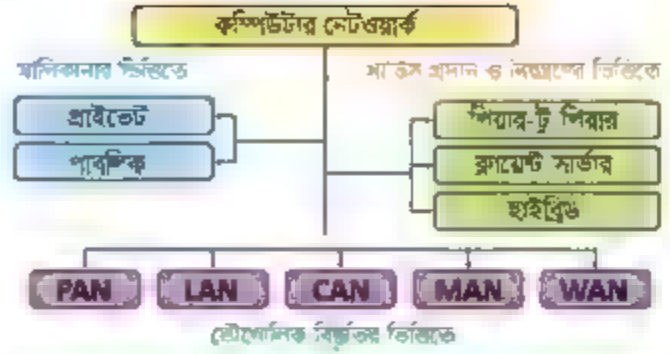 কম্পিউটার নেটওয়ার্ক
মালিকানার ভিত্তিতে
সার্ভিস প্রদান ও নিয়ন্ত্রণের ভিত্তিতে
প্রাইভেট
পাবলিক
পিয়ার-টু পিয়ার
ক্লায়েন্ট সার্ভার
হাইব্রিড
PAN
LAN
CAN
MAN
WAN
ভৌগোলিক বিস্তৃতির ভিত্তিতে